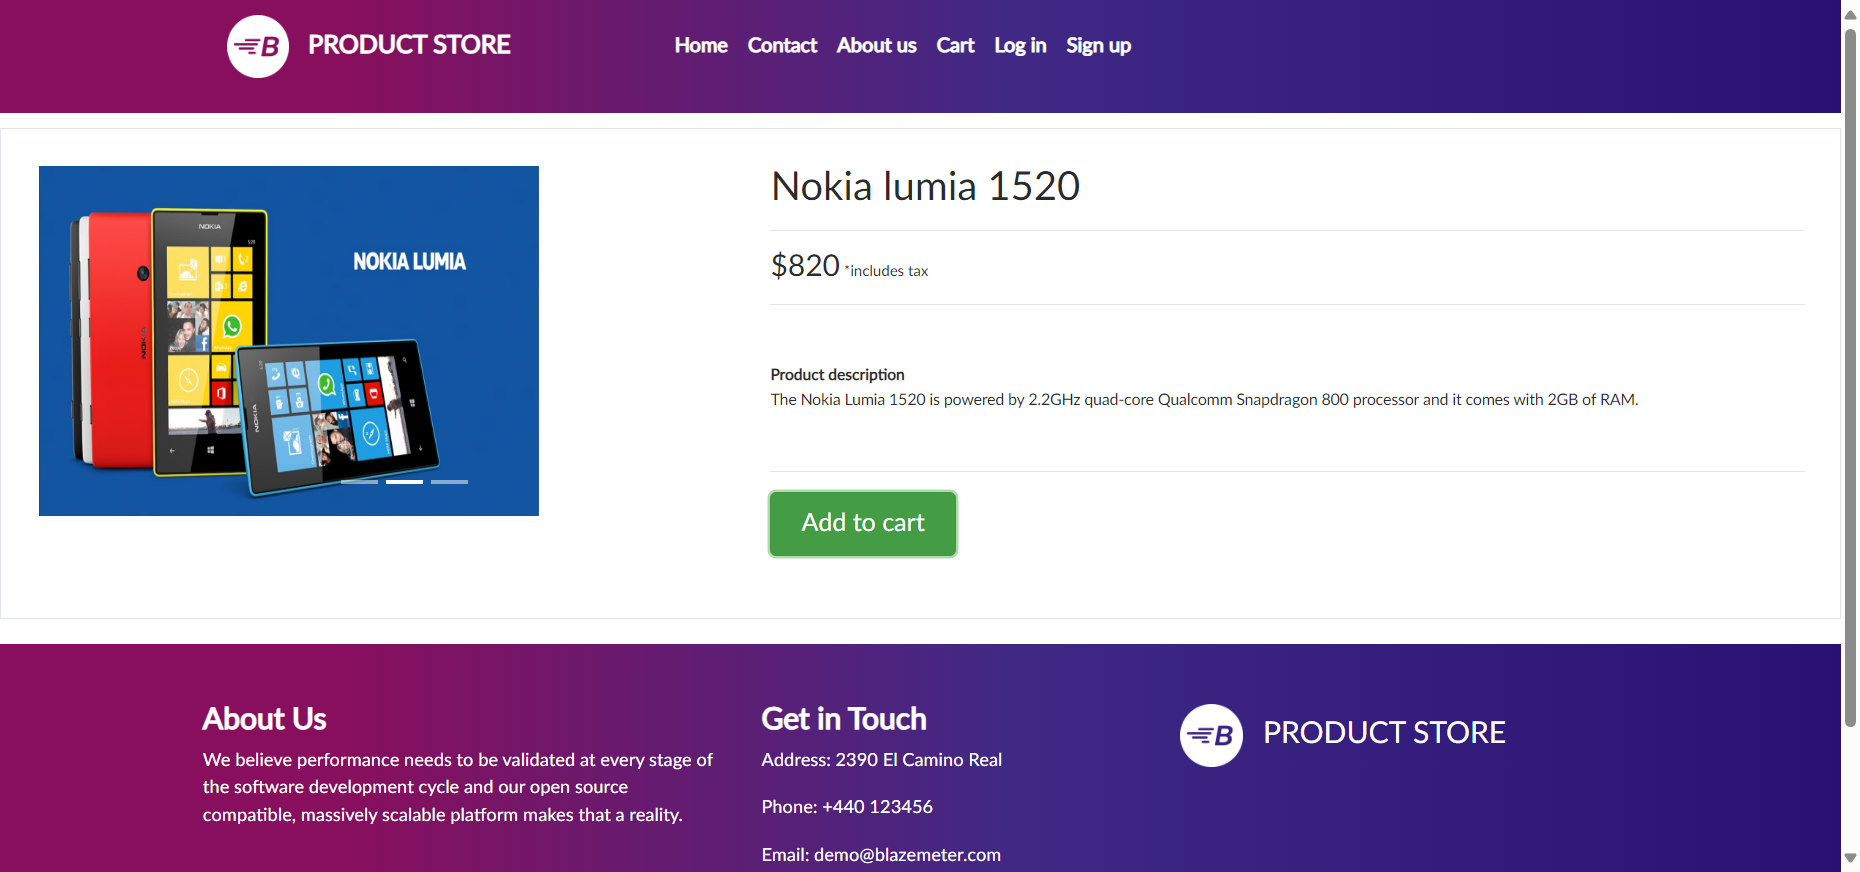 B PRODUCT STORE
Home Contact About us Cart Log in Sign up
Nokia lumia 1520
$820 *includes tax
NOKIA
NOKIA LUMIA
NOKIA
NOKIA
Product description
The Nokia Lumia 1520 is powered by 2.2GHz quad-core Qualcomm Snapdragon 800 processor and it comes with 2GB of RAM.
Add to cart
About Us
We believe performance needs to be validated at every stage of
the software development cycle and our open source
compatible, massively scalable platform makes that a reality.
Get in Touch
Address: 2390 El Camino Real
Phone: +440 123456
Email: demo@blazemeter.com
B PRODUCT STORE